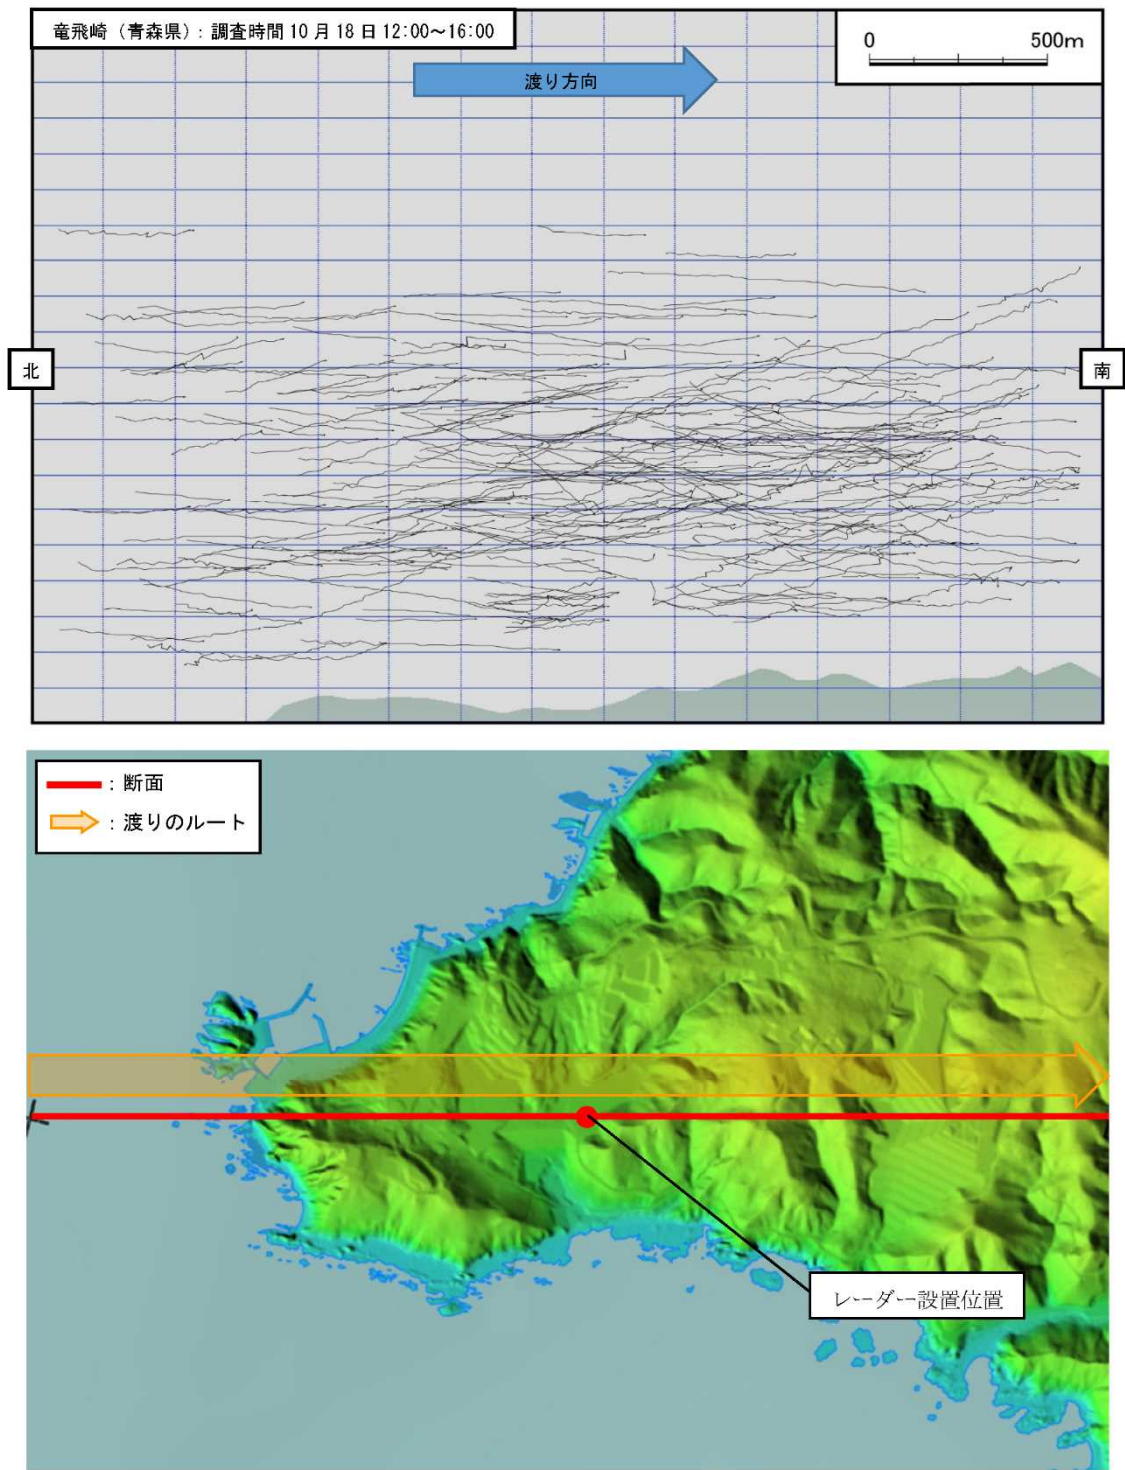 竜飛崎（青森県）：調査時間 10 月 18 日 12:00～16:00
0 500m
渡り方向
北
南
：断面
：渡りのルート
レーダー設置位置